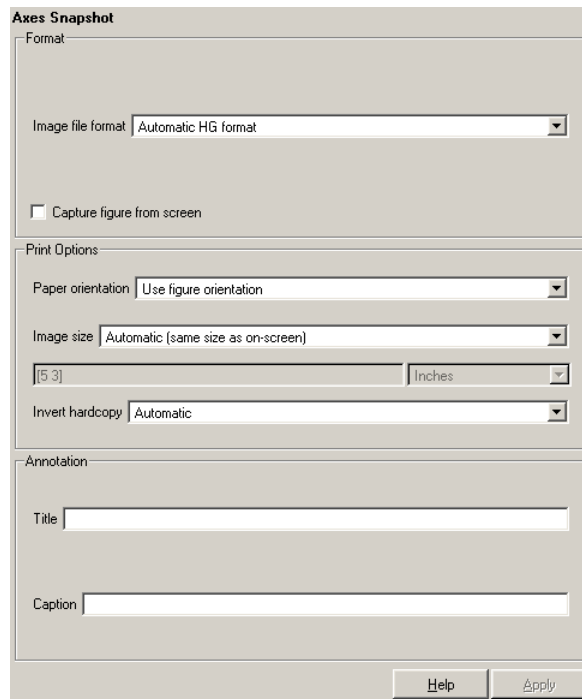 Axes Snapshot
Format
Image file format Automatic HG format
Capture figure from screen
Print Options
Paper orientation Use figure orientation
Image size Automatic (same size as on-screen)
[5 3] Inches
Invert hardcopy Automatic
Annotation
Title
Caption
Help Apply